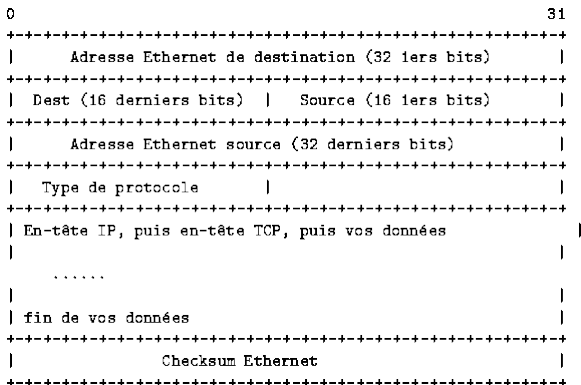 0 31
+-+-+-+-+-+-+-+-+-+-+-+-+-+-+-+-+-+-+-+-+-+-+-+-+-+-+-+-+-+-+-+-+
| Adresse Ethernet de destination (32 1ers bits) |
+-+-+-+-+-+-+-+-+-+-+-+-+-+-+-+-+-+-+-+-+-+-+-+-+-+-+-+-+-+-+-+-+
| Dest (16 derniers bits) | Source (16 1ers bits) |
+-+-+-+-+-+-+-+-+-+-+-+-+-+-+-+-+-+-+-+-+-+-+-+-+-+-+-+-+-+-+-+-+
| Adresse Ethernet source (32 derniers bits) |
+-+-+-+-+-+-+-+-+-+-+-+-+-+-+-+-+-+-+-+-+-+-+-+-+-+-+-+-+-+-+-+-+
| Type de protocole | |
+-+-+-+-+-+-+-+-+-+-+-+-+-+-+-+-+-+-+-+-+-+-+-+-+-+-+-+-+-+-+-+-+
| En-tête IP, puis en-tête TCP, puis vos données |
| |
......
| |
| fin de vos données |
+-+-+-+-+-+-+-+-+-+-+-+-+-+-+-+-+-+-+-+-+-+-+-+-+-+-+-+-+-+-+-+-+
| Checksum Ethernet |
+-+-+-+-+-+-+-+-+-+-+-+-+-+-+-+-+-+-+-+-+-+-+-+-+-+-+-+-+-+-+-+-+